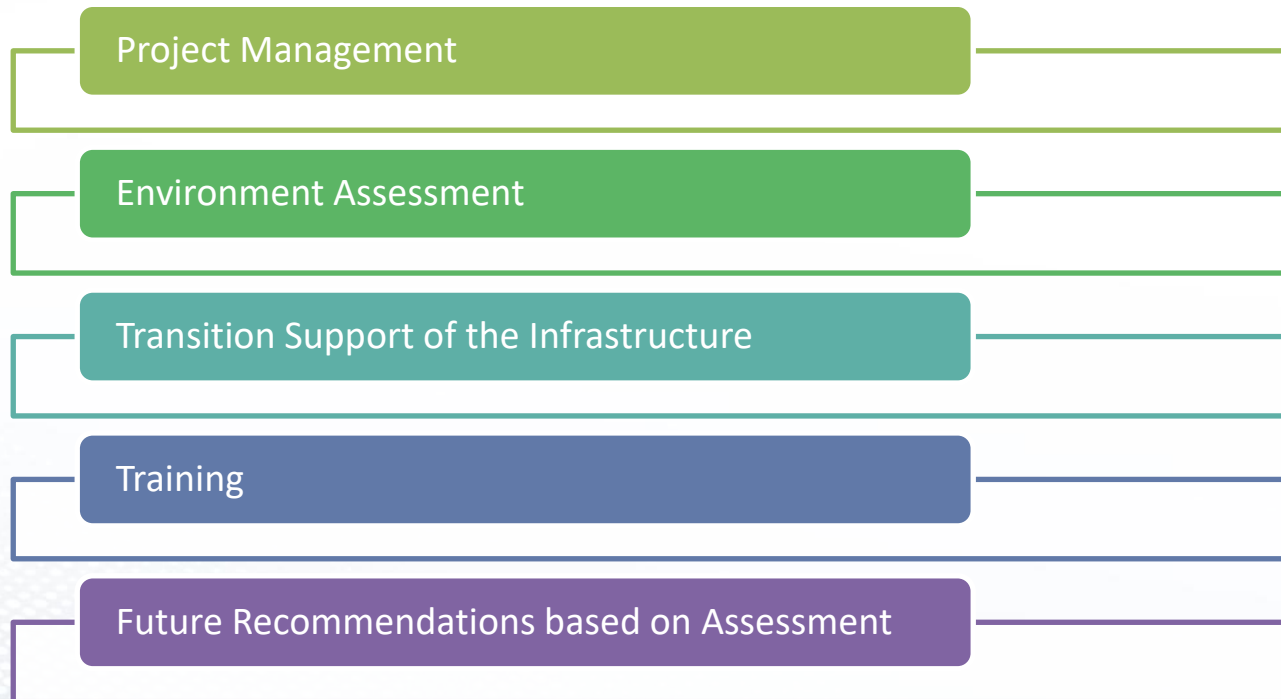 Project Management
Environment Assessment
Transition Support of the Infrastructure
Training
Future Recommendations based on Assessment